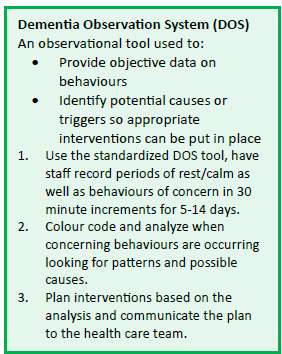 Dementia Observation System (DOS)
An observational tool used to:
• Provide objective data on
behaviours
• Identify potential causes or
triggers so appropriate
interventions can be put in place
1. Use the standardized DOS tool, have
staff record periods of rest/calm as
well as behaviours of concern in 30
minute increments for 5-14 days.
2. Colour code and analyze when
concerning behaviours are occurring
looking for patterns and possible
causes.
3. Plan interventions based on the
analysis and communicate the plan
to the health care team.